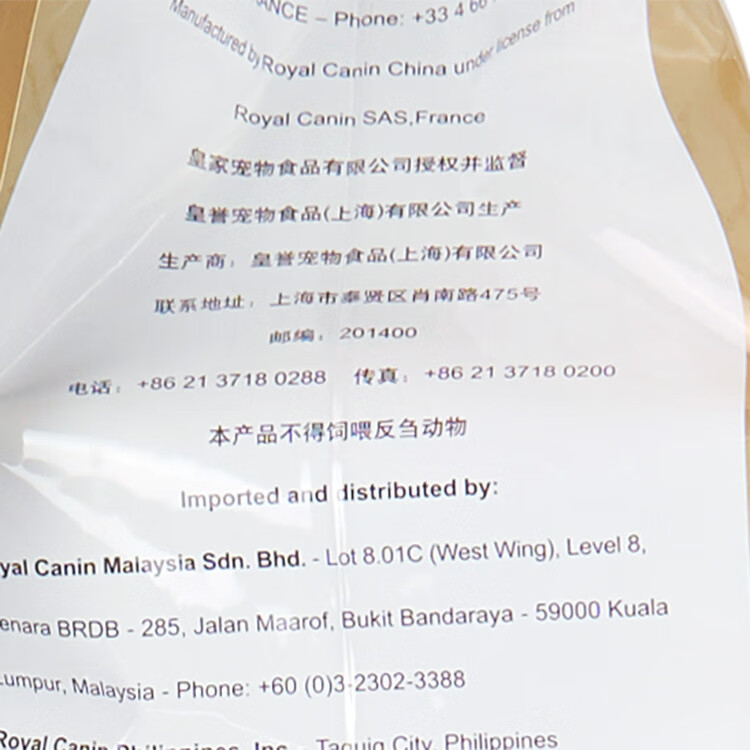 – Phone: +33 4
Manufactured by Royal Canin China under license from
Royal Canin SAS,France
皇家宠物食品有限公司授权并监督
皇誉宠物食品(上海)有限公司生产
生产商：皇誉宠物食品(上海)有限公司
联系地址：上海市奉贤区肖南路475号
邮编：201400
电话：+86 21 3718 0288 传真：+86 21 3718 0200
本产品不得饲喂反刍动物
Imported and distributed by:
yal Canin Malaysia Sdn. Bhd. - Lot 8.01C (West Wing), Level 8,
enara BRDB - 285, Jalan Maarof, Bukit Bandaraya - 59000 Kuala
umpur, Malaysia - Phone: +60 (0)3-2302-3388
Royal Canin Philippines, Inc. - Taguig City, Philippines